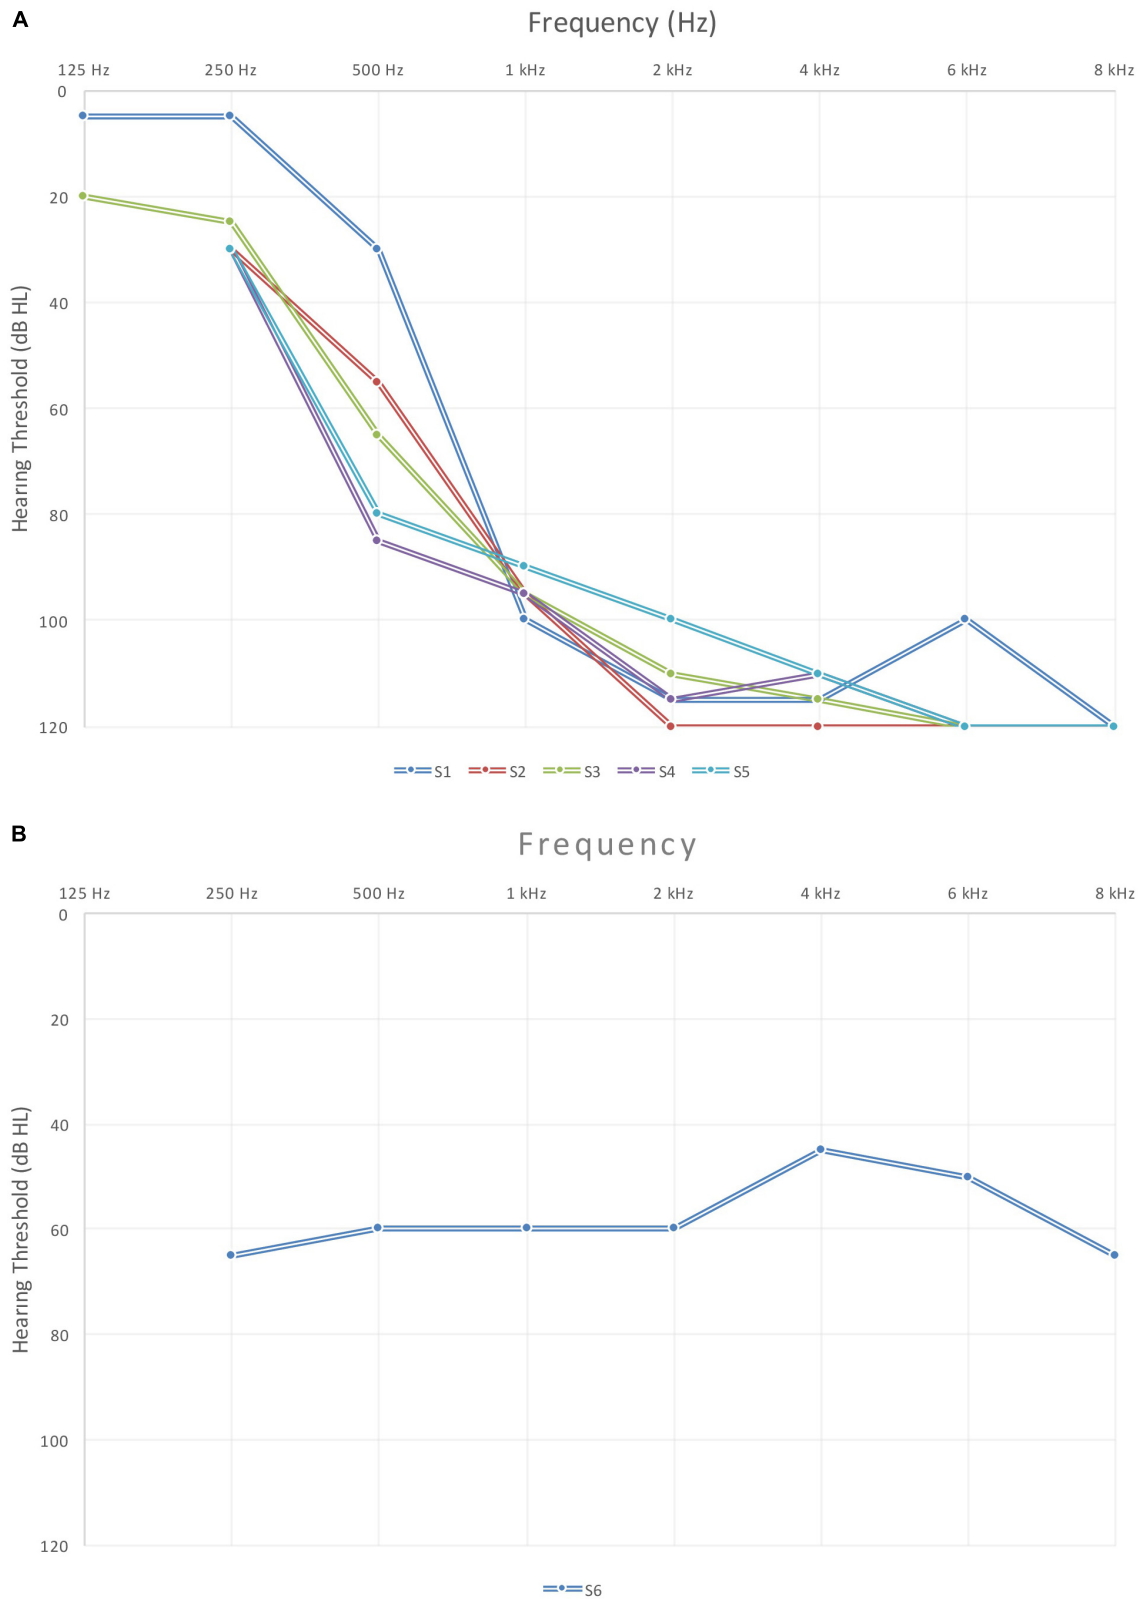 A
Frequency (Hz)
125 Hz 250 Hz 500 Hz 1 kHz 2 kHz 4 kHz 6 kHz 8 kHz
0
20
40
60
80
100
120
Hearing Threshold (dB HL)
S1 S2 S3 S4 S5
B
Frequency
125 Hz 250 Hz 500 Hz 1 kHz 2 kHz 4 kHz 6 kHz 8 kHz
0
20
40
60
80
100
120
Hearing Threshold (dB HL)
S6